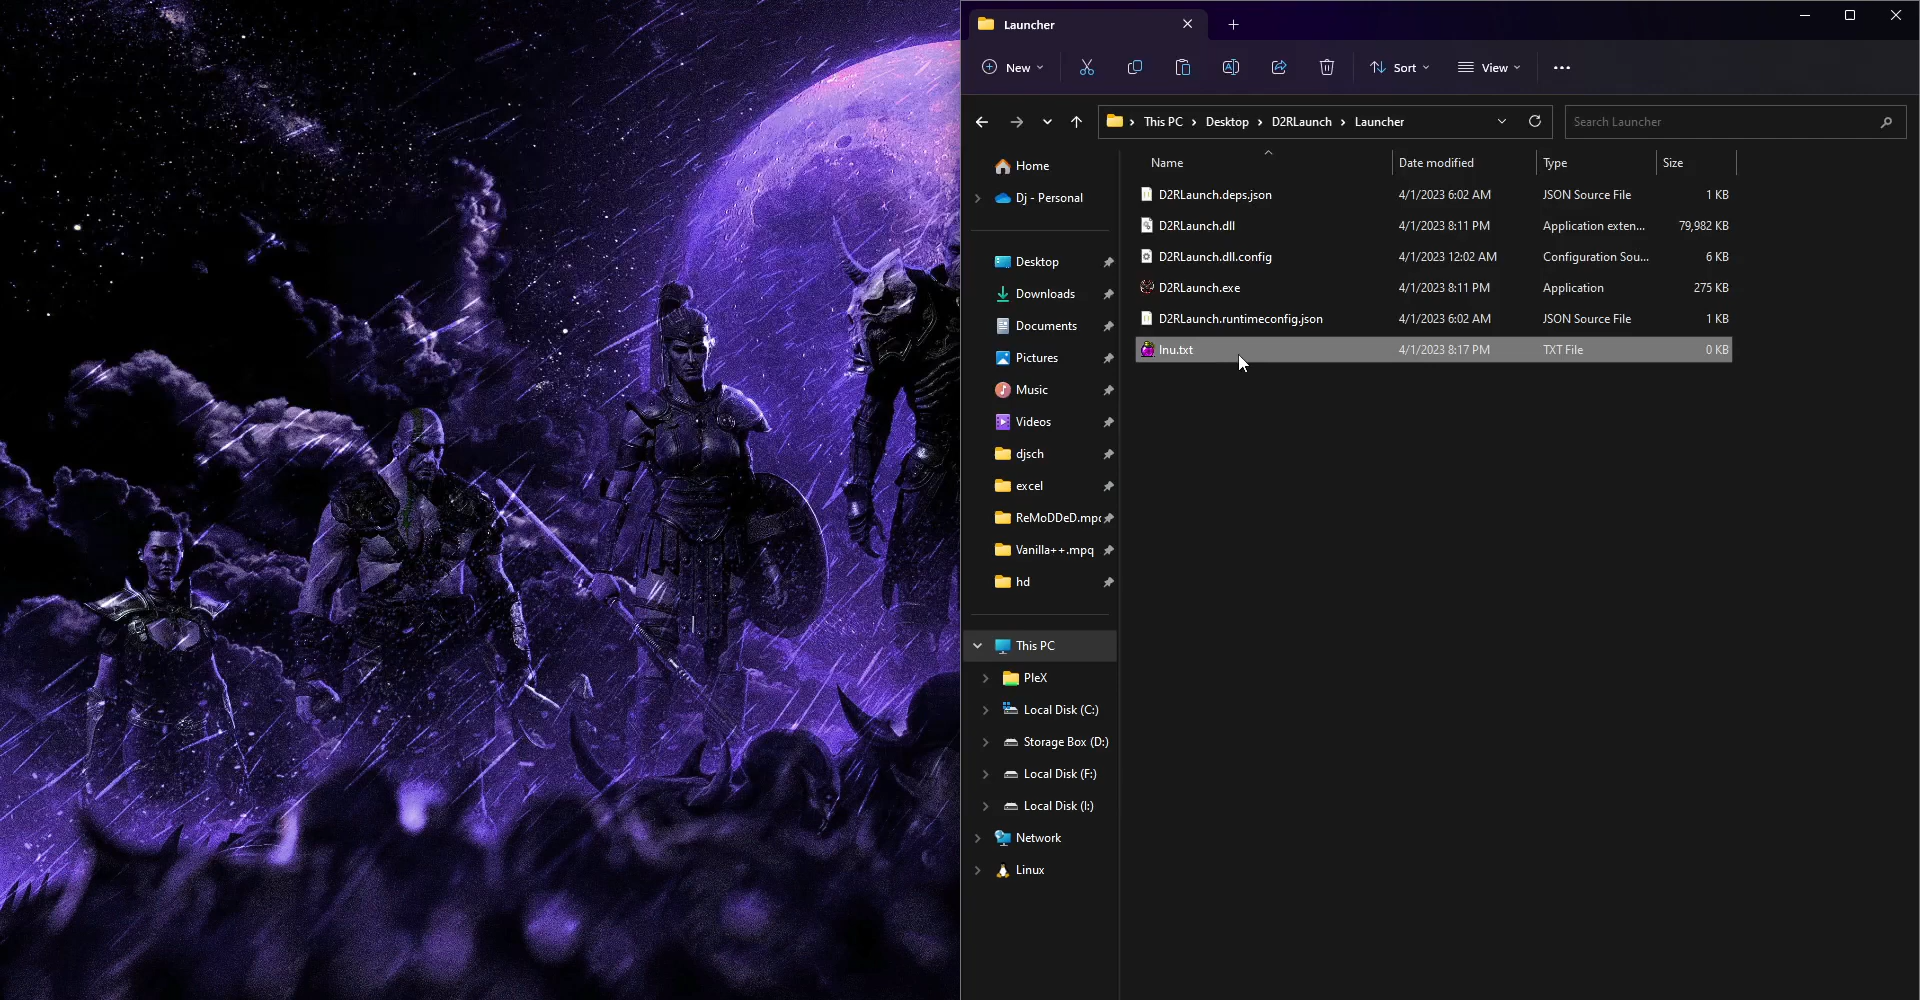 Launcher
New
Sort
View
This PC > Desktop > D2RLaunch > Launcher
Search Launcher
Home
Dj - Personal
Desktop
Downloads
Documents
Pictures
Music
Videos
djsch
excel
ReMoDDeD.mpc
Vanilla++.mpq
hd
This PC
PleX
Local Disk (C:)
Storage Box (D:)
Local Disk (F:)
Local Disk (I:)
Network
Linux
Name Date modified Type Size
D2RLaunch.deps.json 4/1/2023 6:02 AM JSON Source File 1 KB
D2RLaunch.dll 4/1/2023 8:11 PM Application exten... 79,982 KB
D2RLaunch.dll.config 4/1/2023 12:02 AM Configuration Sou... 6 KB
D2RLaunch.exe 4/1/2023 8:11 PM Application 275 KB
D2RLaunch.runtimeconfig.json 4/1/2023 6:02 AM JSON Source File 1 KB
lnu.txt 4/1/2023 8:17 PM TXT File 0 KB